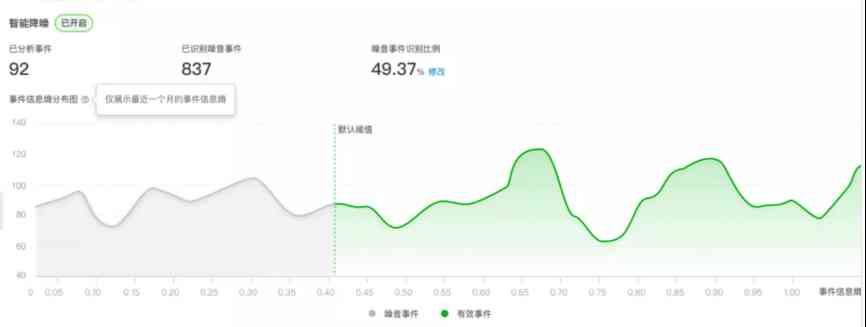 智能降噪 已开启
已分析事件 已识别噪音事件 噪音事件识别比例
92 837 49.37% 修改
事件信息熵分布图 仅展示最近一个月的事件信息熵
默认阈值
140
120
100
80
60
40
0 0.05 0.10 0.15 0.20 0.25 0.30 0.35 0.40 0.45 0.50 0.55 0.60 0.65 0.70 0.75 0.80 0.85 0.90 0.95 1.00 事件信息熵
噪音事件 有效事件